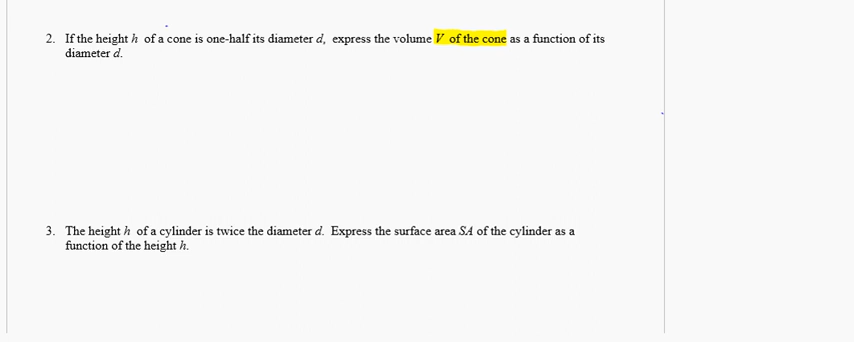 2. If the height h of a cone is one-half its diameter d, express the volume V of the cone as a function of its
diameter d.
3. The height h of a cylinder is twice the diameter d. Express the surface area SA of the cylinder as a
function of the height h.